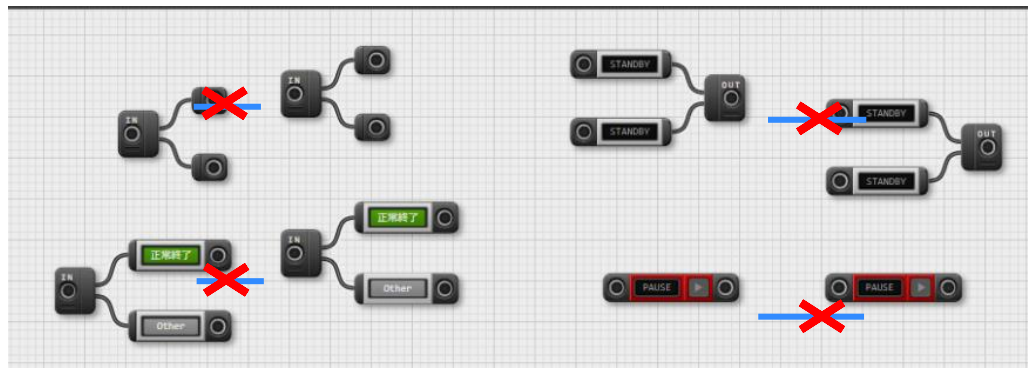 IN
STANDBY
OUT
IN
STANDBY
STANDBY
OUT
STANDBY
正常終了
IN
正常終了
IN
Other
PAUSE
PAUSE
Other